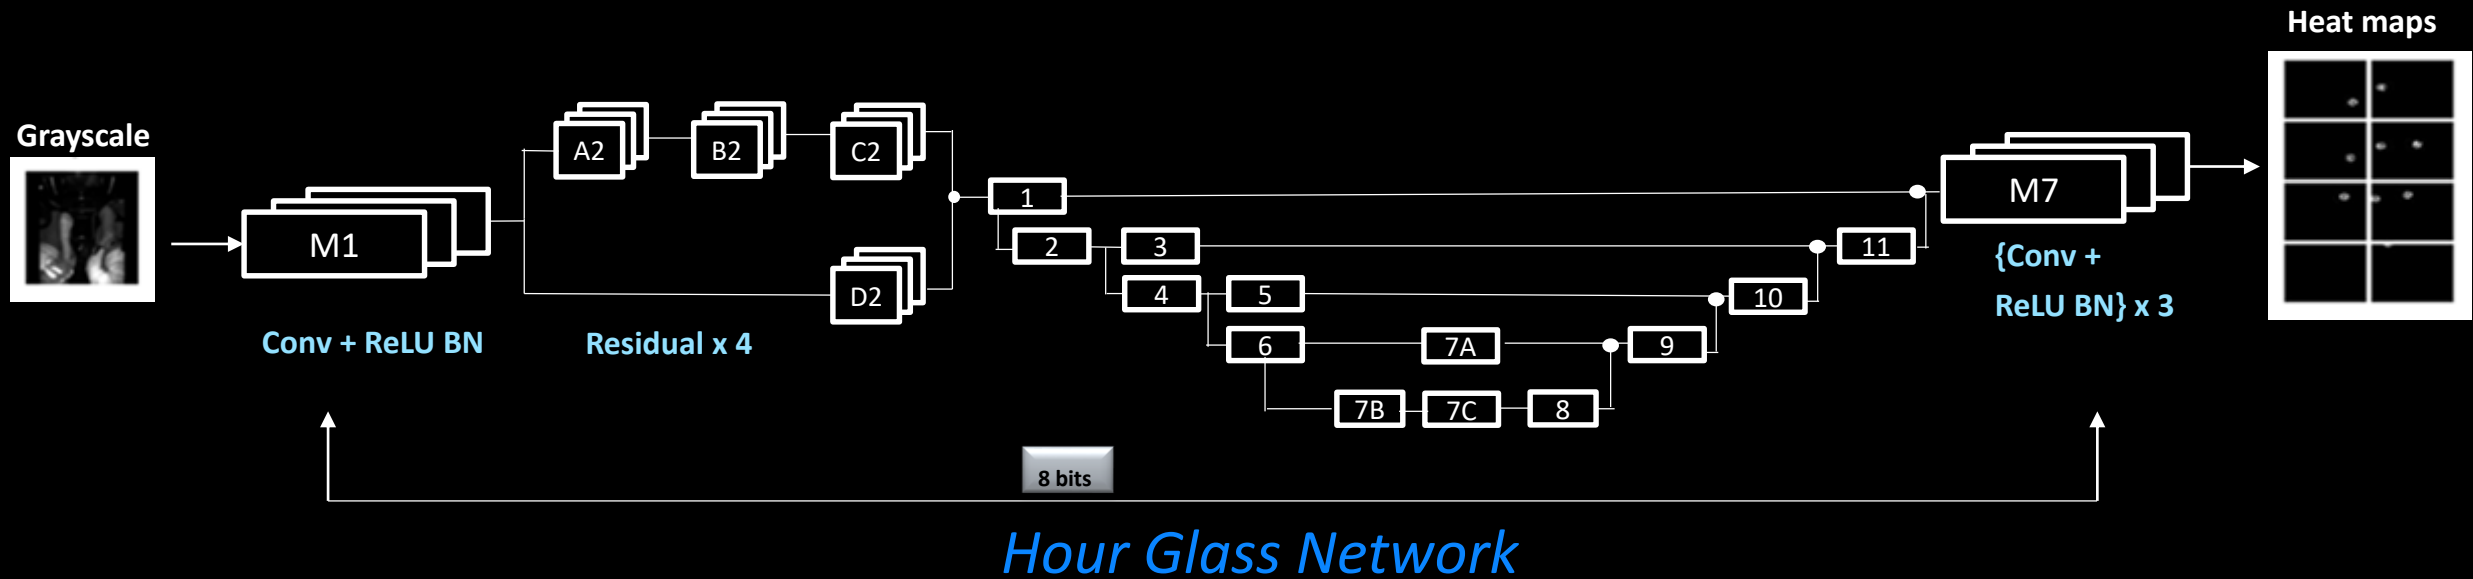 Heat maps
Grayscale
A2
B2
C2
M1
D2
1
2
3
4
5
6
7A
7B
7C
8
9
10
11
M7
Conv + ReLU BN
Residual x 4
{Conv +
ReLU BN} x 3
8 bits
Hour Glass Network